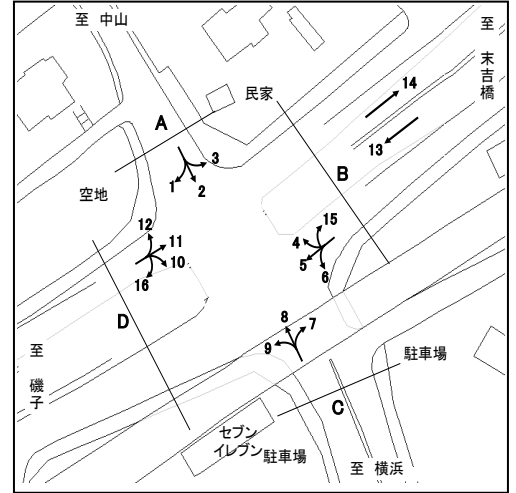 至 中山
至
末吉橋
民家
14
13
A
B
3
1
2
空地
12
11
10
16
15
4
5
6
D
8
7
9
至
磯子
駐車場
C
セブン
イレブン
駐車場
至 横浜